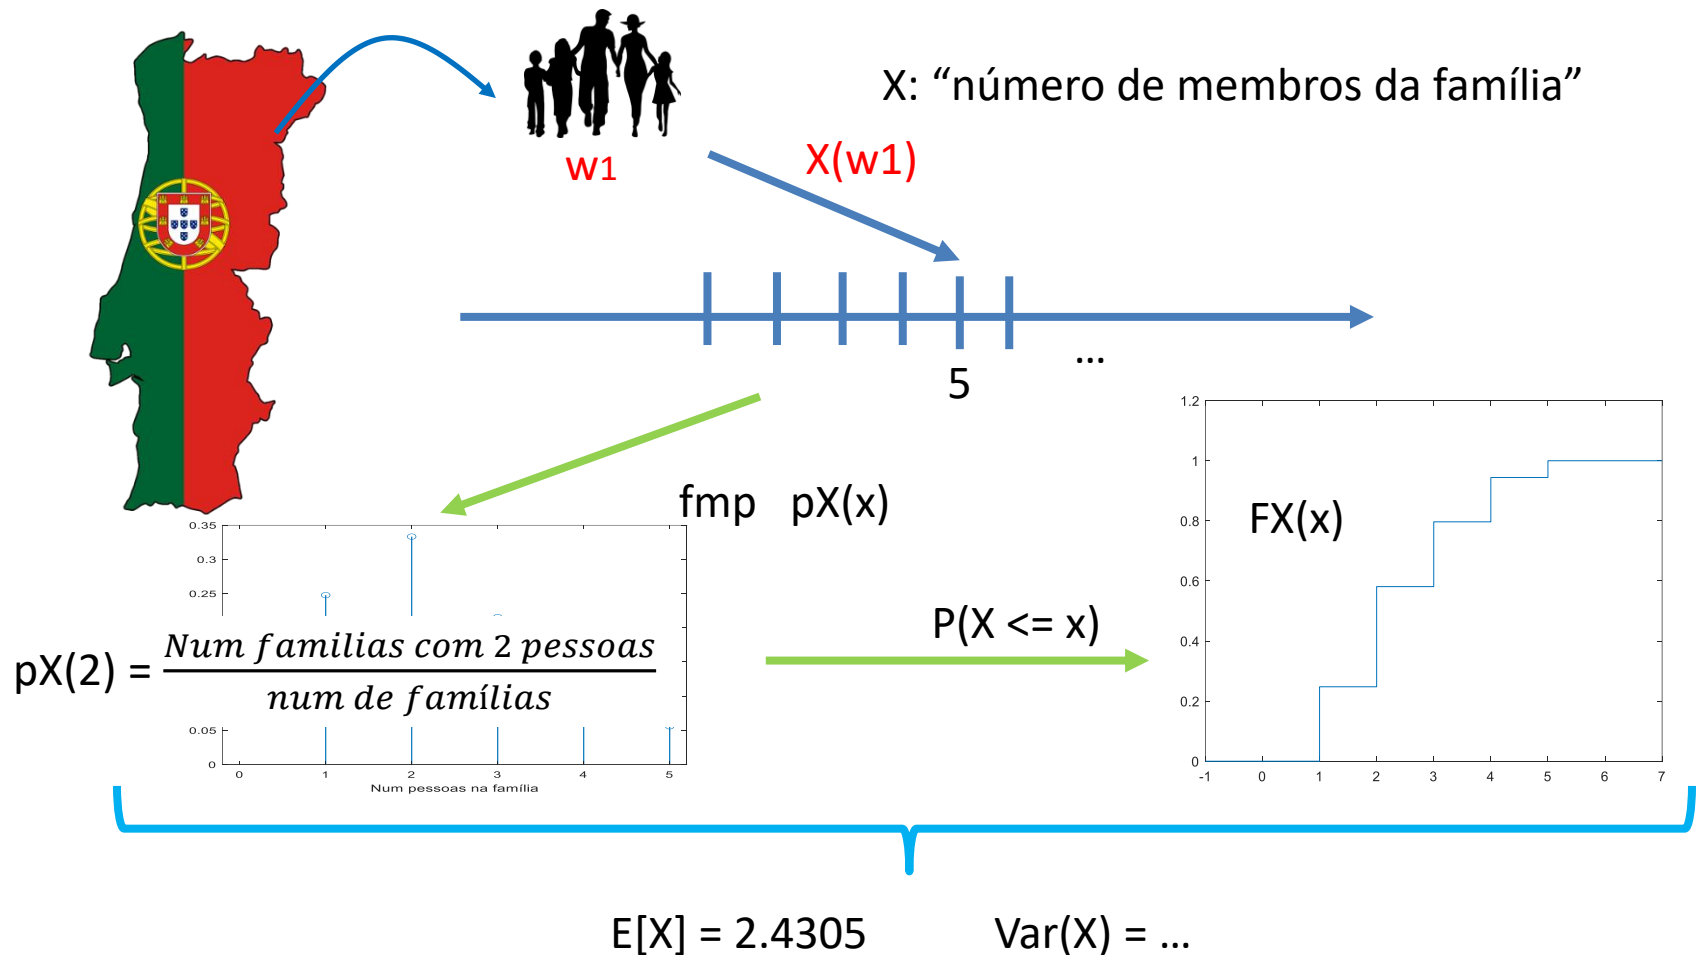 X: “número de membros da família”
w1
X(w1)
5
...
fmp pX(x)
0.35
0.3
0.25
0.05
0
0 1 2 3 4 5
Num pessoas na família
pX(2) = Num familias com 2 pessoas
num de famílias
P(X <= x)
FX(x)
1.2
1
0.8
0.6
0.4
0.2
0
-1 0 1 2 3 4 5 6 7
E[X] = 2.4305 Var(X) = ...